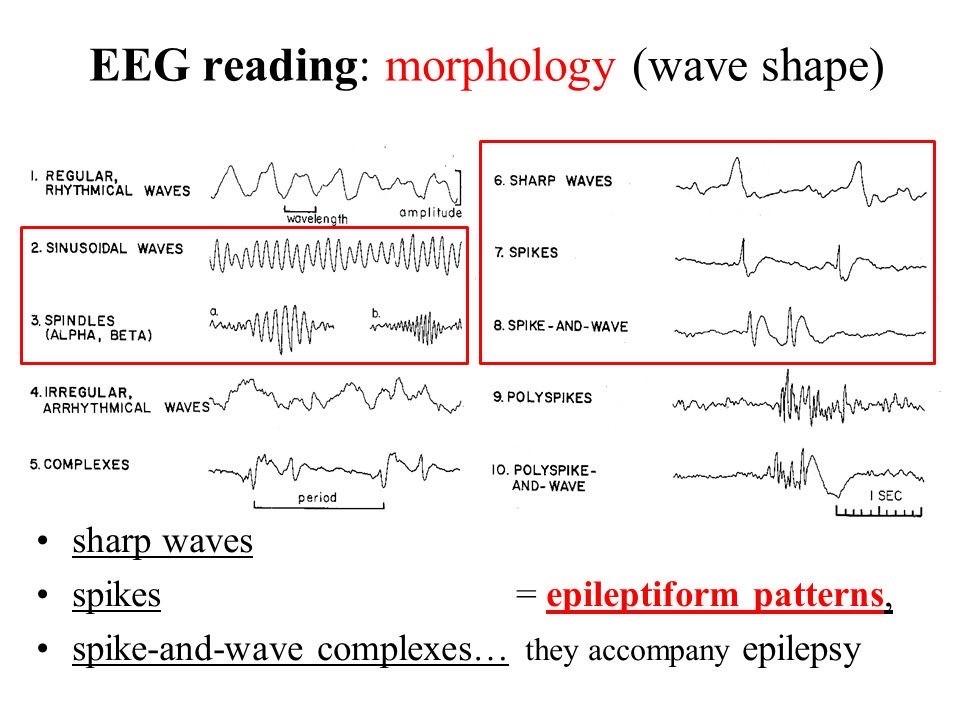 EEG reading: morphology (wave shape)
1. REGULAR,
RHYTHMICAL WAVES
wavelength
amplitude
2. SINUSOIDAL WAVES
3. SPINDLES
(ALPHA, BETA)
a.
b.
4. IRREGULAR,
ARRHYTHMICAL WAVES
5. COMPLEXES
period
6. SHARP WAVES
7. SPIKES
8. SPIKE-AND-WAVE
9. POLYSPIKES
10. POLYSPIKE-
AND-WAVE
1 SEC
• sharp waves
• spikes = epileptiform patterns,
• spike-and-wave complexes… they accompany epilepsy